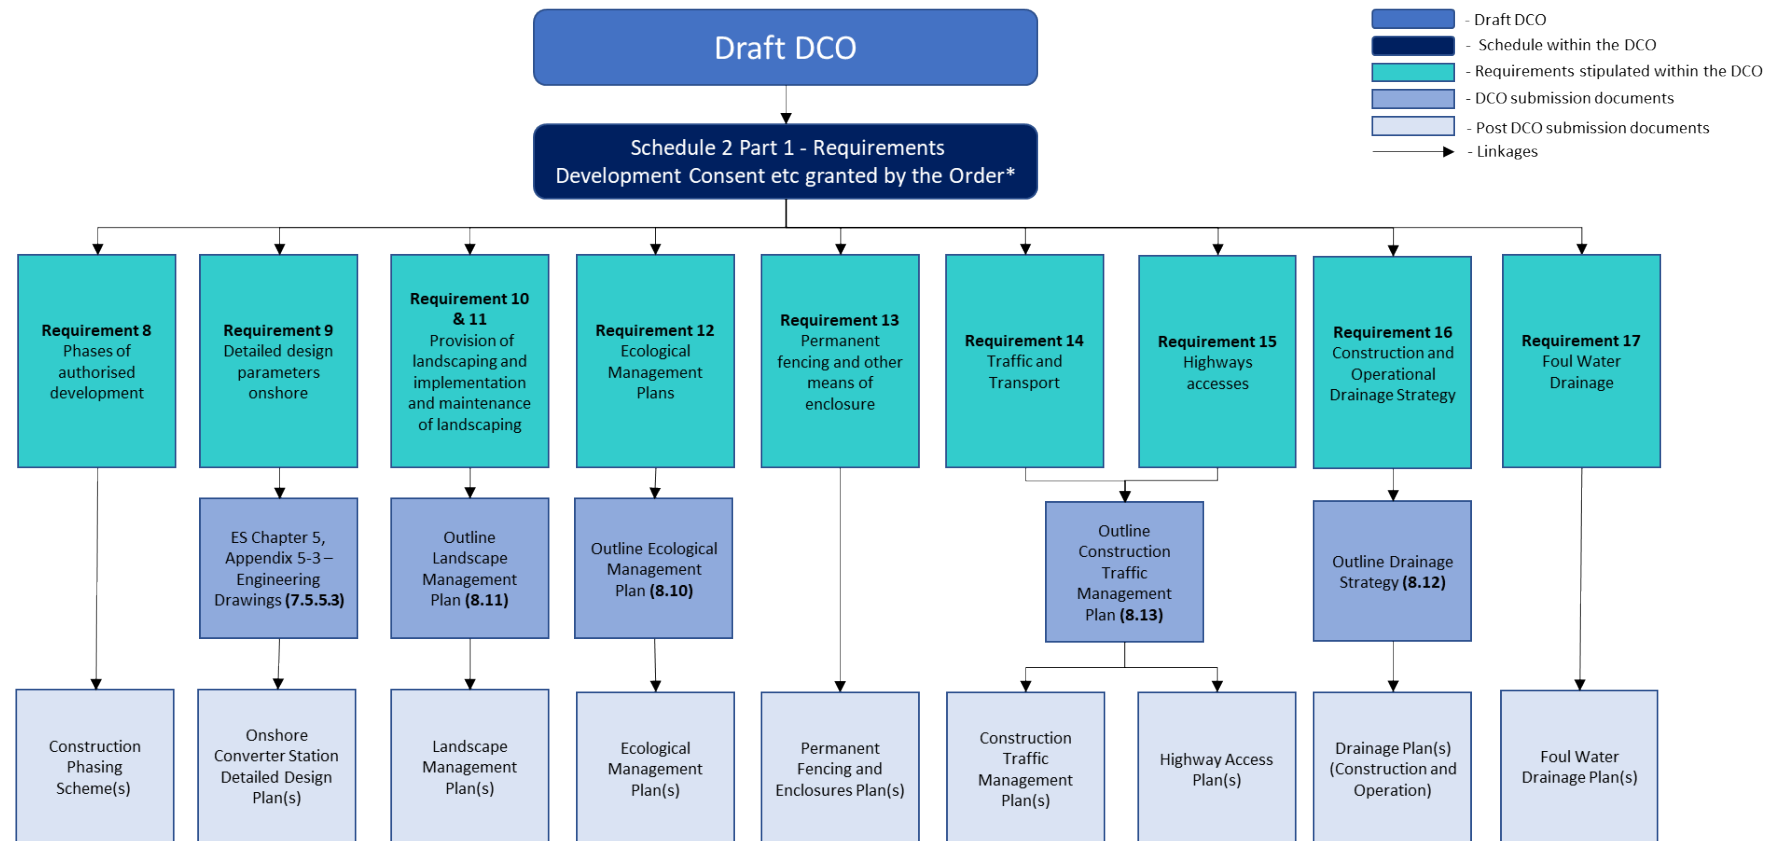 Draft DCO
- Draft DCO
- Schedule within the DCO
- Requirements stipulated within the DCO
- DCO submission documents
- Post DCO submission documents
- Linkages
Schedule 2 Part 1 - Requirements
Development Consent etc granted by the Order*
Requirement 8
Phases of
authorised
development
Requirement 9
Detailed design
parameters
onshore
Requirement 10
& 11
Provision of
landscaping and
implementation
and maintenance
of landscaping
Requirement 12
Ecological
Management
Plans
Requirement 13
Permanent
fencing and other
means of
enclosure
Requirement 14
Traffic and
Transport
Requirement 15
Highways
accesses
Requirement 16
Construction and
Operational
Drainage Strategy
Requirement 17
Foul Water
Drainage
ES Chapter 5,
Appendix 5-3 –
Engineering
Drawings (7.5.5.3)
Outline
Landscape
Management
Plan (8.11)
Outline Ecological
Management
Plan (8.10)
Outline
Construction
Traffic
Management
Plan (8.13)
Outline Drainage
Strategy (8.12)
Construction
Phasing
Scheme(s)
Onshore
Converter Station
Detailed Design
Plan(s)
Landscape
Management
Plan(s)
Ecological
Management
Plan(s)
Permanent
Fencing and
Enclosures Plan(s)
Construction
Traffic
Management
Plan(s)
Highway Access
Plan(s)
Drainage Plan(s)
(Construction and
Operation)
Foul Water
Drainage Plan(s)